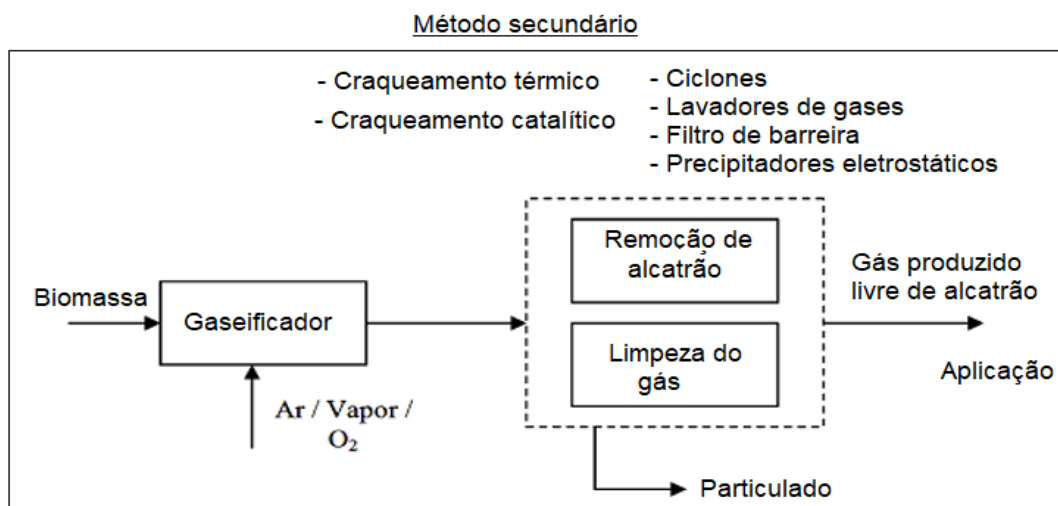 Método secundário
- Craqueamento térmico
- Craqueamento catalítico
- Ciclones
- Lavadores de gases
- Filtro de barreira
- Precipitadores eletrostáticos
Biomassa
Gaseificador
Ar / Vapor /
O₂
Remoção de
alcatrão
Limpeza do
gás
Gás produzido
livre de alcatrão
Aplicação
Particulado